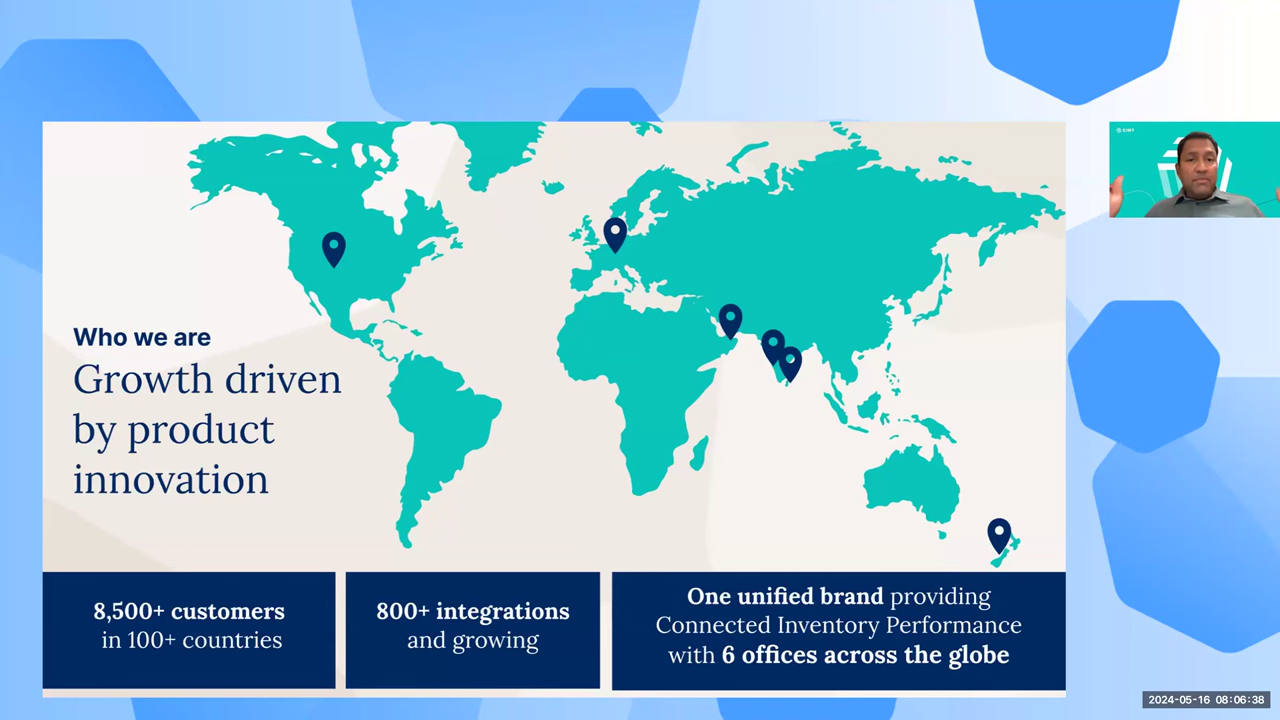 Who we are
Growth driven
by product
innovation
8,500+ customers
in 100+ countries
800+ integrations
and growing
One unified brand providing
Connected Inventory Performance
with 6 offices across the globe
2024-05-16 08:06:38